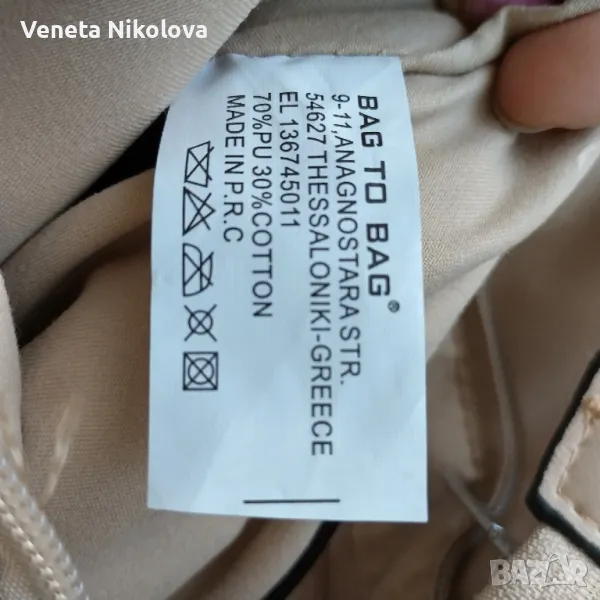 Veneta Nikolova
BAG TO BAG®
9-11,ANAGNOSTARA STR.
54627 THESSALONIKI-GREECE
EL 136745011
70%PU 30%COTTON
MADE IN P.R.C
BAZAR